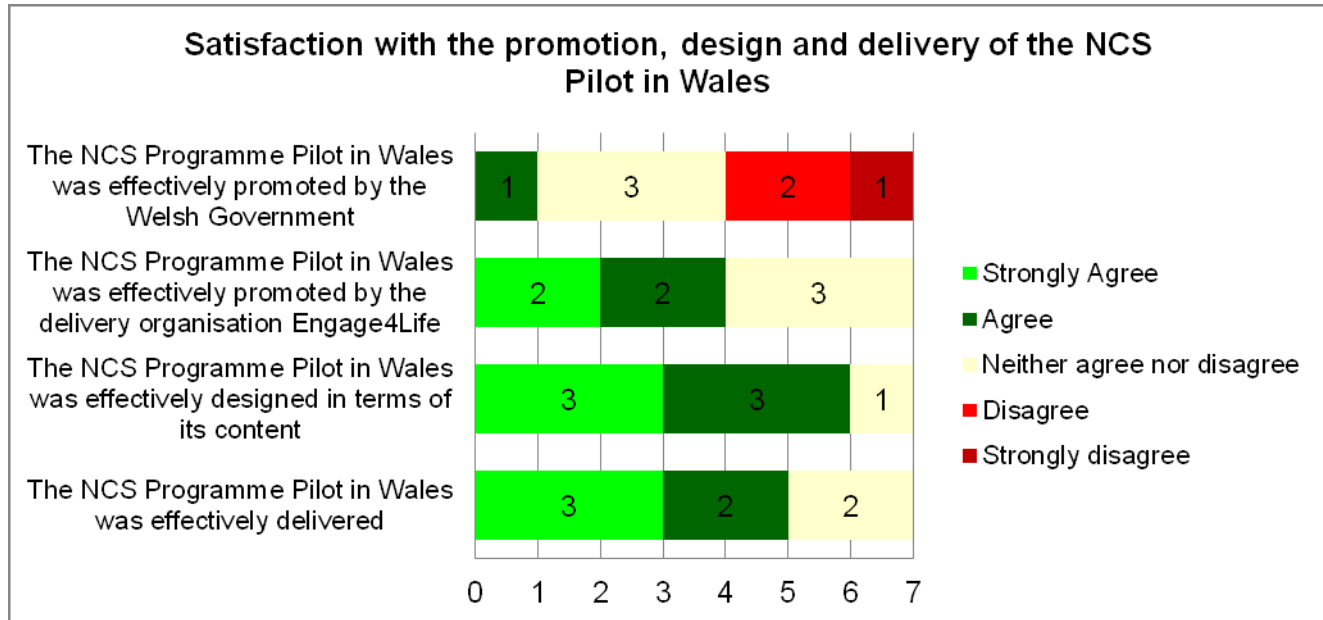 Satisfaction with the promotion, design and delivery of the NCS
Pilot in Wales
The NCS Programme Pilot in Wales
was effectively promoted by the
Welsh Government
1
3
2
1
The NCS Programme Pilot in Wales
was effectively promoted by the
delivery organisation Engage4Life
2
2
3
The NCS Programme Pilot in Wales
was effectively designed in terms of
its content
3
3
1
The NCS Programme Pilot in Wales
was effectively delivered
3
2
2
0 1 2 3 4 5 6 7
Strongly Agree
Agree
Neither agree nor disagree
Disagree
Strongly disagree